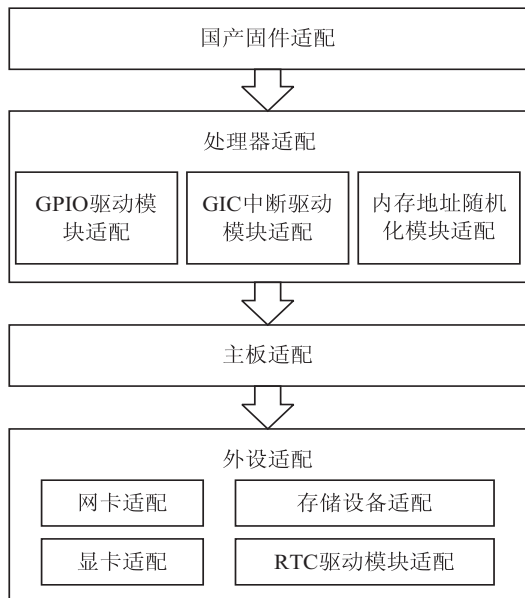 国产固件适配
处理器适配
GPIO驱动模
块适配
GIC中断驱动
模块适配
内存地址随机
化模块适配
主板适配
外设适配
网卡适配
存储设备适配
显卡适配
RTC驱动模块适配